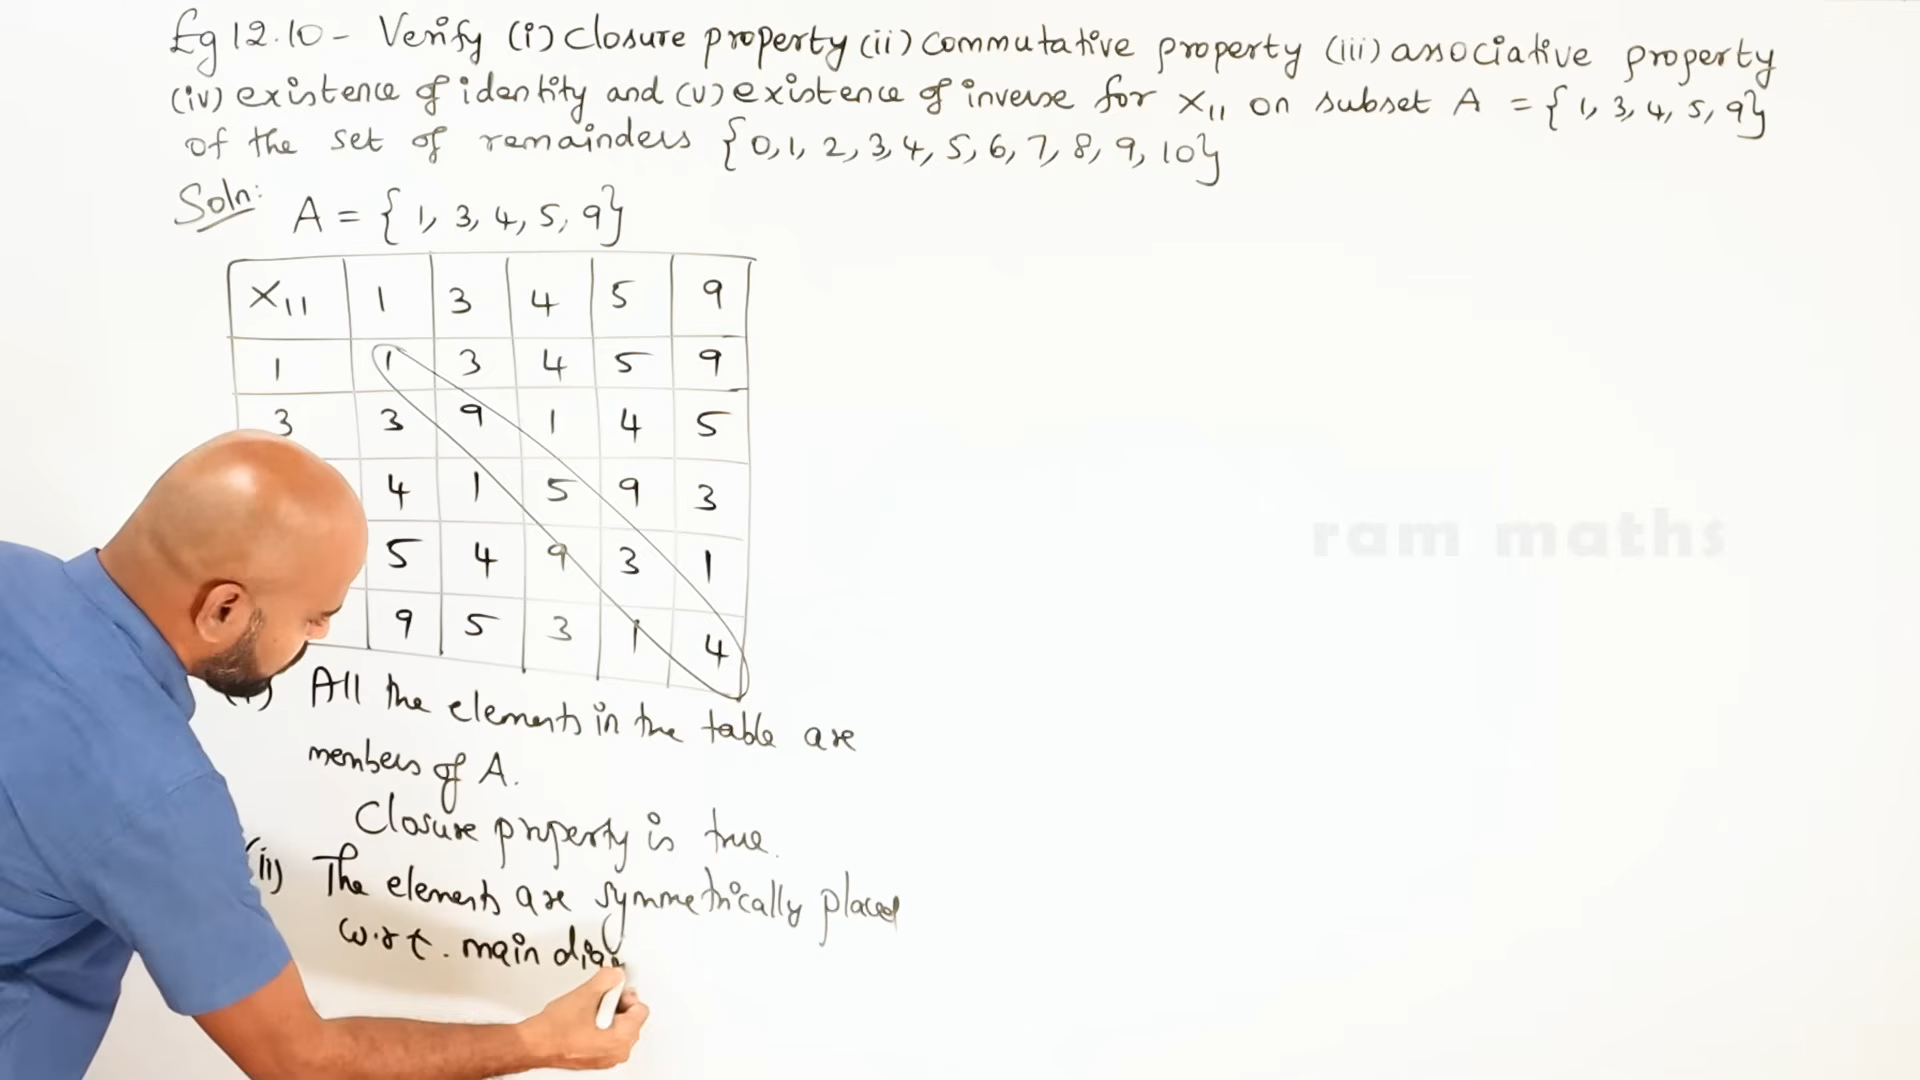 Eg 12.10 - Verify (i) closure property (ii) commutative property (iii) associative property
(iv) existence of identity and (v) existence of inverse for X11 on subset A = {1, 3, 4, 5, 9}
of the set of remainders {0, 1, 2, 3, 4, 5, 6, 7, 8, 9, 10}
Soln: A = {1, 3, 4, 5, 9}
X11 1 3 4 5 9
1 1 3 4 5 9
3 3 9 1 4 5
4 1 5 9 3
5 4 9 3 1
9 5 3 1 4
ram maths
All the elements in the table are
members of A.
Closure property is true.
(ii) The elements are symmetrically placed
w.r.t. main